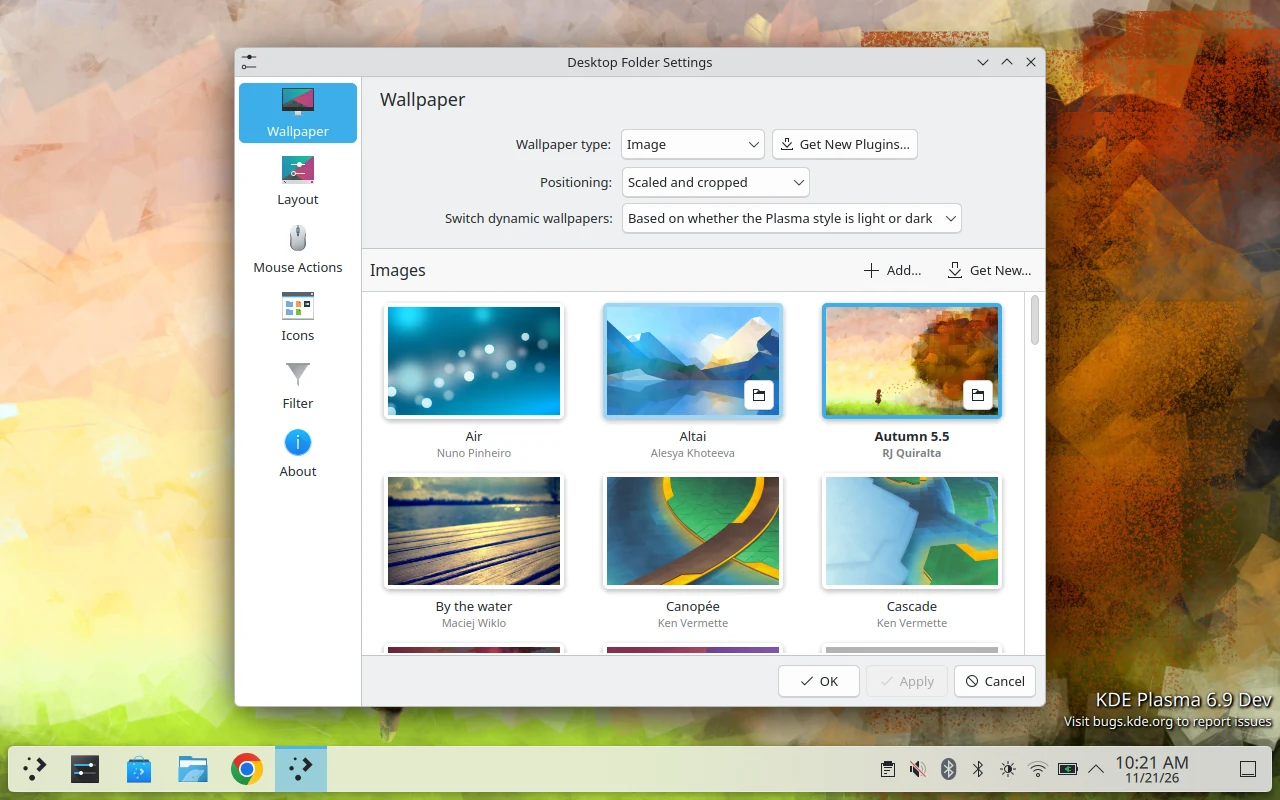 Desktop Folder Settings
Wallpaper
Layout
Mouse Actions
Icons
Filter
About
Wallpaper
Wallpaper type: Image Get New Plugins...
Positioning: Scaled and cropped
Switch dynamic wallpapers: Based on whether the Plasma style is light or dark
Images Add... Get New...
Air
Nuno Pinheiro
Altai
Alesya Khoteeva
Autumn 5.5
RJ Quiralta
By the water
Maciej Wiklo
Canopée
Ken Vermette
Cascade
Ken Vermette
OK Apply Cancel
KDE Plasma 6.9 Dev
Visit bugs.kde.org to report issues
10:21 AM
11/21/26